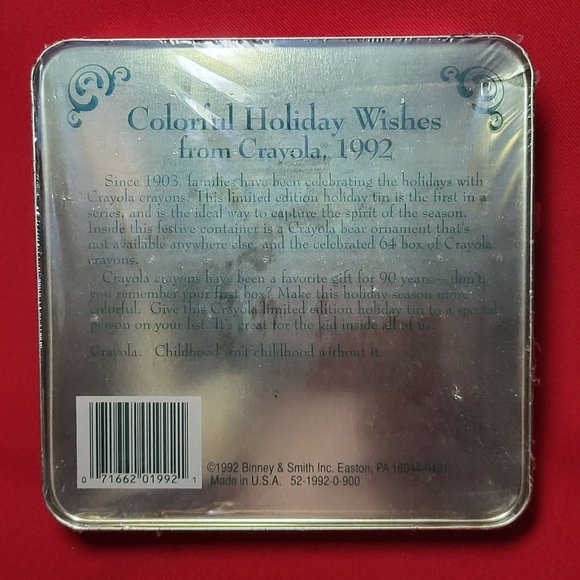 Colorful Holiday Wishes
from Crayola, 1992
Since 1903, families have been celebrating the holidays with
Crayola crayons. This limited edition holiday tin is the first in a
series, and is the ideal way to capture the spirit of the season.
Inside this festive container is a Crayola bear ornament that's
not available anywhere else, and the celebrated 64 box of Crayola
crayons.
Crayola crayons have been a favorite gift for 90 years — don't
you remember your first box? Make this holiday season more
colorful. Give this Crayola limited edition holiday tin to a special
person on your list. It's great for the kid inside all of us.
Crayola. Childhood isn't childhood without it.
0 71662 01992 1
©1992 Binney & Smith Inc. Easton, PA 18044-0431
Made in U.S.A. 52-1992-0-900